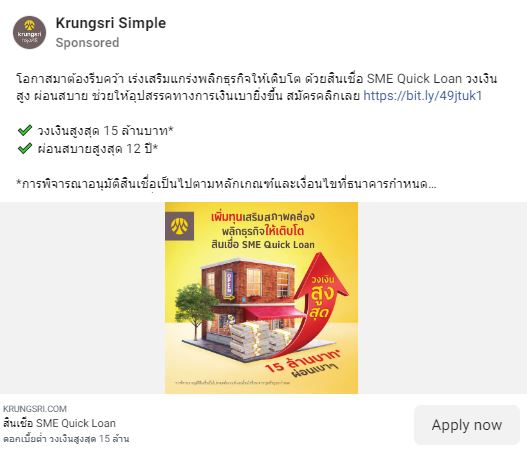 Krungsri Simple
Sponsored
krungsri
กรุงศรี
โอกาสมาต้องรีบคว้า เร่งเสริมแกร่งพลิกธุรกิจให้เติบโต ด้วยสินเชื่อ SME Quick Loan วงเงิน
สูง ผ่อนสบาย ช่วยให้อุปสรรคทางการเงินเบายิ่งขึ้น สมัครคลิกเลย https://bit.ly/49jtuk1
วงเงินสูงสุด 15 ล้านบาท*
ผ่อนสบายสูงสุด 12 ปี*
*การพิจารณาอนุมัติสินเชื่อเป็นไปตามหลักเกณฑ์และเงื่อนไขที่ธนาคารกำหนด...
เพิ่มทุนเสริมสภาพคล่อง
พลิกธุรกิจให้เติบโต
สินเชื่อ SME Quick Loan
วงเงิน
สูง
สุด
15 ล้านบาท*
ผ่อนเบาๆ
KRUNGSRI.COM
สินเชื่อ SME Quick Loan
ดอกเบี้ยต่ำ วงเงินสูงสุด 15 ล้าน
Apply now